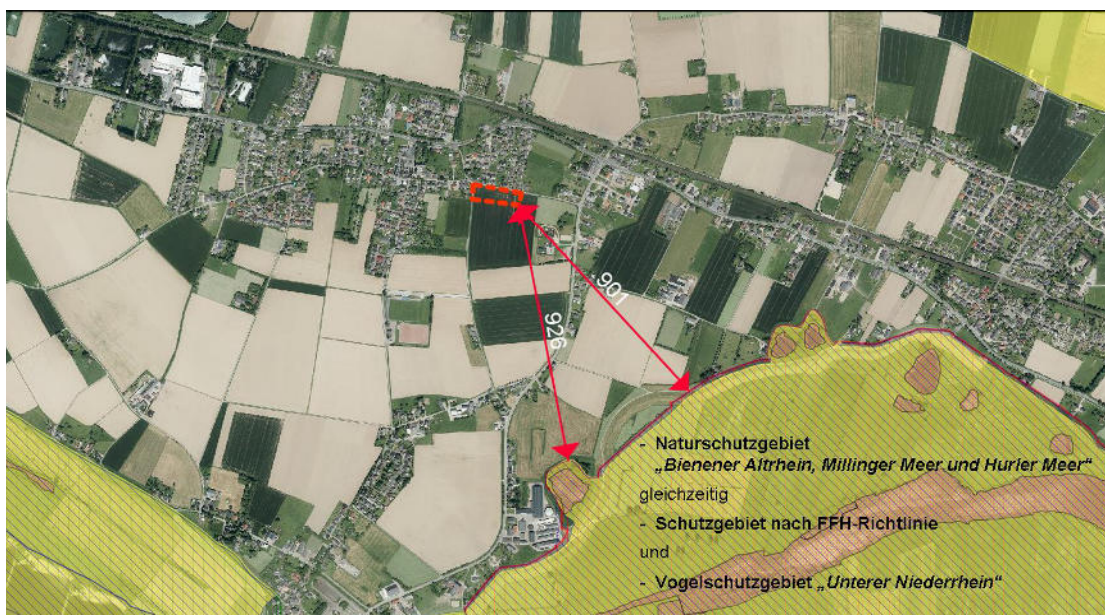 901
926
- Naturschutzgebiet
„Bienener Altrhein, Millinger Meer und Hurler Meer“
gleichzeitig
- Schutzgebiet nach FFH-Richtlinie
und
- Vogelschutzgebiet „Unterer Niederrhein“